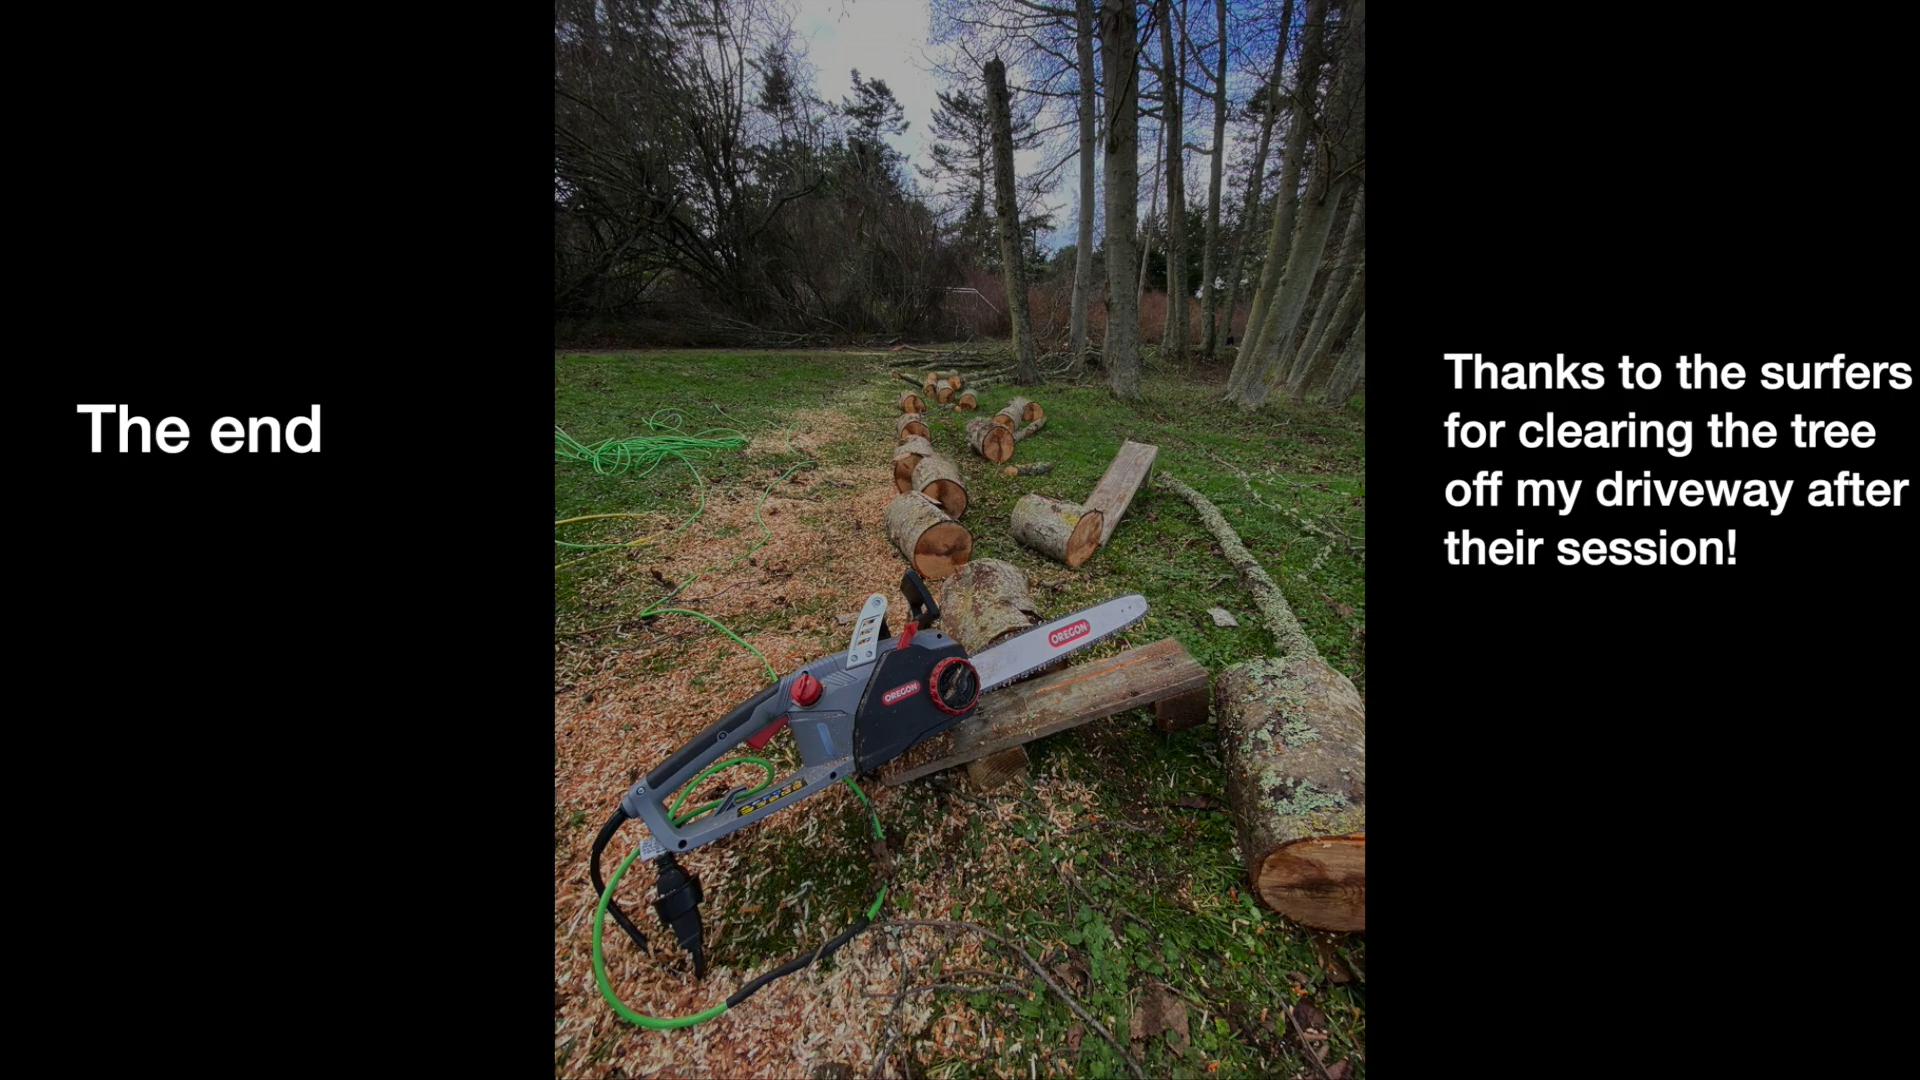 The end
Thanks to the surfers
for clearing the tree
off my driveway after
their session!
OREGON
OREGON